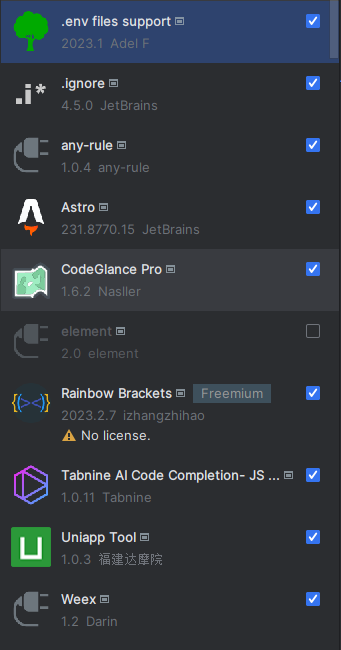 .env files support
2023.1 Adel F
.i*
.ignore
4.5.0 JetBrains
any-rule
1.0.4 any-rule
Astro
231.8770.15 JetBrains
CodeGlance Pro
1.6.2 Nasller
element
2.0 element
Rainbow Brackets Freemium
2023.2.7 izhangzhihao
No license.
Tabnine AI Code Completion- JS ...
1.0.11 Tabnine
Uniapp Tool
1.0.3 福建达摩院
Weex
1.2 Darin